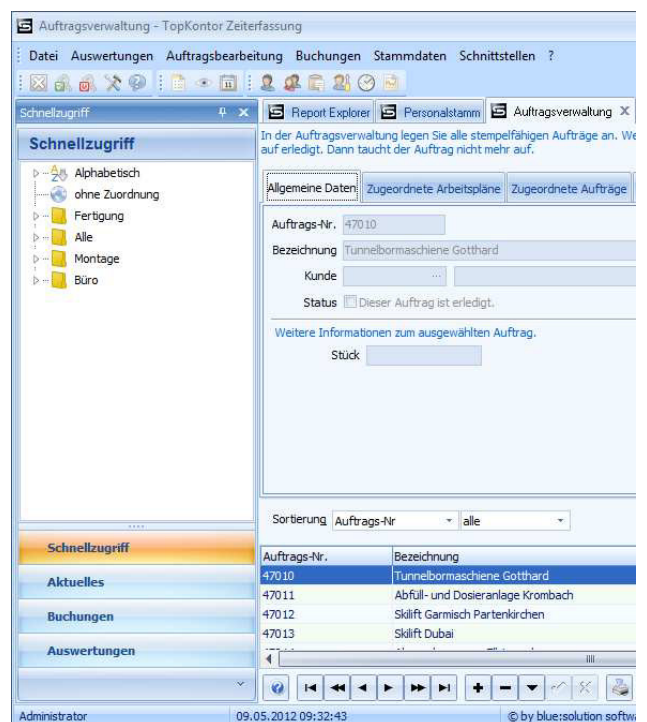 Auftragsverwaltung - TopKontor Zeiterfassung
Datei Auswertungen Auftragsbearbeitung Buchungen Stammdaten Schnittstellen ?
Schnellzugriff
Report Explorer Personalstamm Auftragsverwaltung X
Schnellzugriff
In der Auftragsverwaltung legen Sie alle stempelfähigen Aufträge an. We
auf erledigt. Dann taucht der Auftrag nicht mehr auf.
Alphabetisch
ohne Zuordnung
Fertigung
Alle
Montage
Büro
Allgemeine Daten Zugeordnete Arbeitspläne Zugeordnete Aufträge
Auftrags-Nr. 47010
Bezeichnung Tunnelbormaschiene Gotthard
Kunde ...
Status Dieser Auftrag ist erledigt.
Weitere Informationen zum ausgewählten Auftrag.
Stück
Sortierung Auftrags-Nr alle
Schnellzugriff
Aktuelles
Buchungen
Auswertungen
Auftrags-Nr. Bezeichnung
47010 Tunnelbormaschiene Gotthard
47011 Abfüll- und Dosieranlage Krombach
47012 Skilift Garmisch Partenkirchen
47013 Skilift Dubai
Administrator 09.05.2012 09:32:43 © by blue:solution softwa